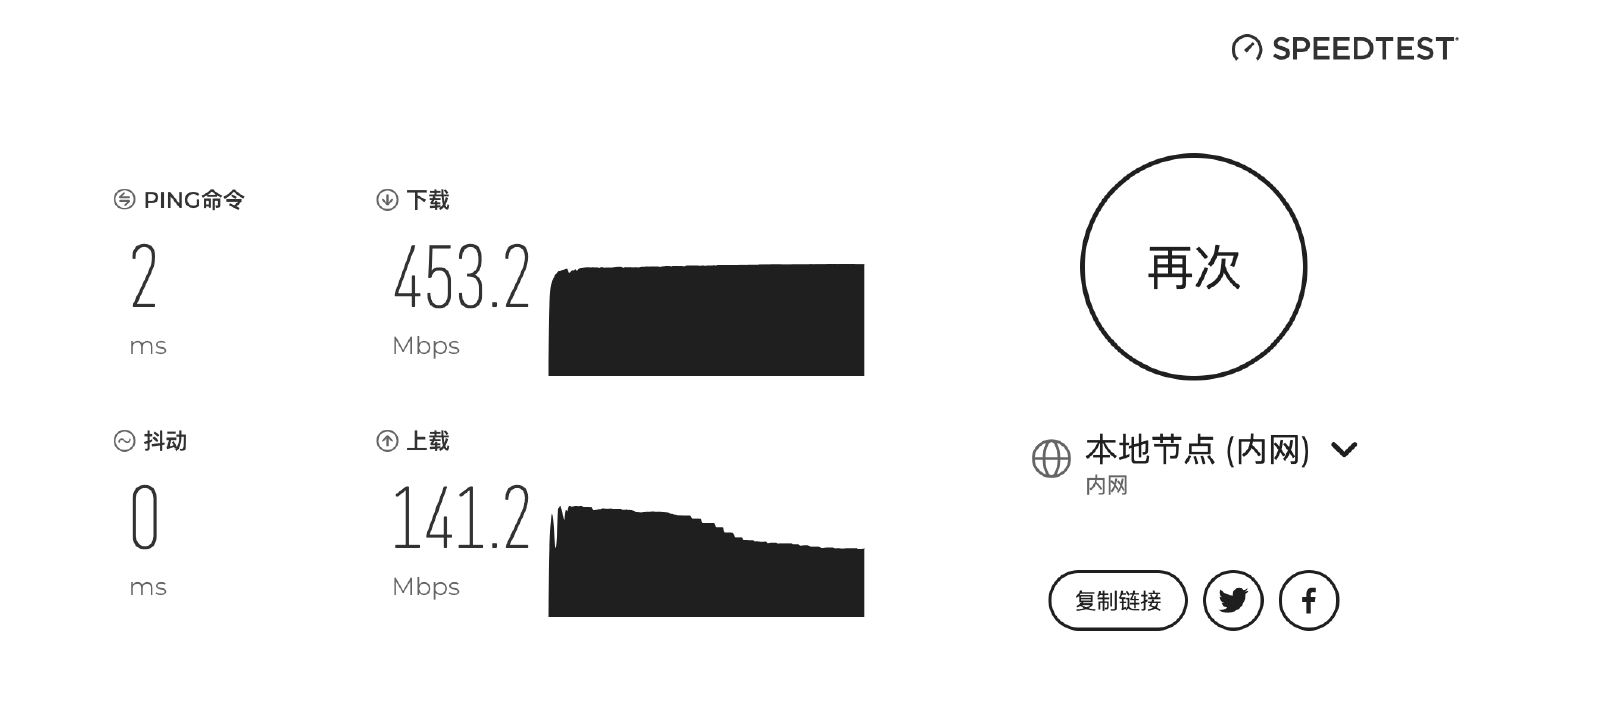 SPEEDTEST
PING命令
2
ms
下载
453.2
Mbps
抖动
0
ms
上载
141.2
Mbps
再次
本地节点 (内网)
内网
复制链接